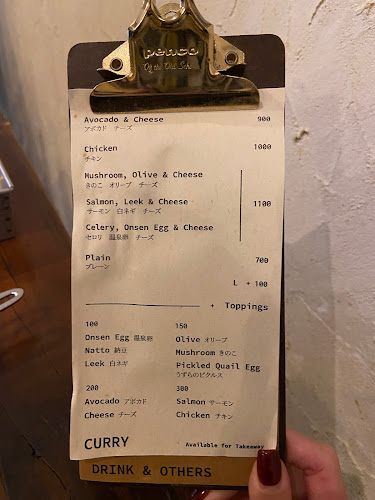 penco
Of the Old School
Avocado & Cheese 900
アボカド チーズ
Chicken 1000
チキン
Mushroom, Olive & Cheese
きのこ オリーブ チーズ
Salmon, Leek & Cheese 1100
サーモン 白ネギ チーズ
Celery, Onsen Egg & Cheese
セロリ 温泉卵 チーズ
Plain 700
プレーン
L + 100
+ Toppings
100
Onsen Egg 温泉卵
Natto 納豆
Leek 白ネギ
150
Olive オリーブ
Mushroom きのこ
Pickled Quail Egg
うずらのピクルス
200
Avocado アボカド
Cheese チーズ
300
Salmon サーモン
Chicken チキン
CURRY Available for Takeaway
DRINK & OTHERS